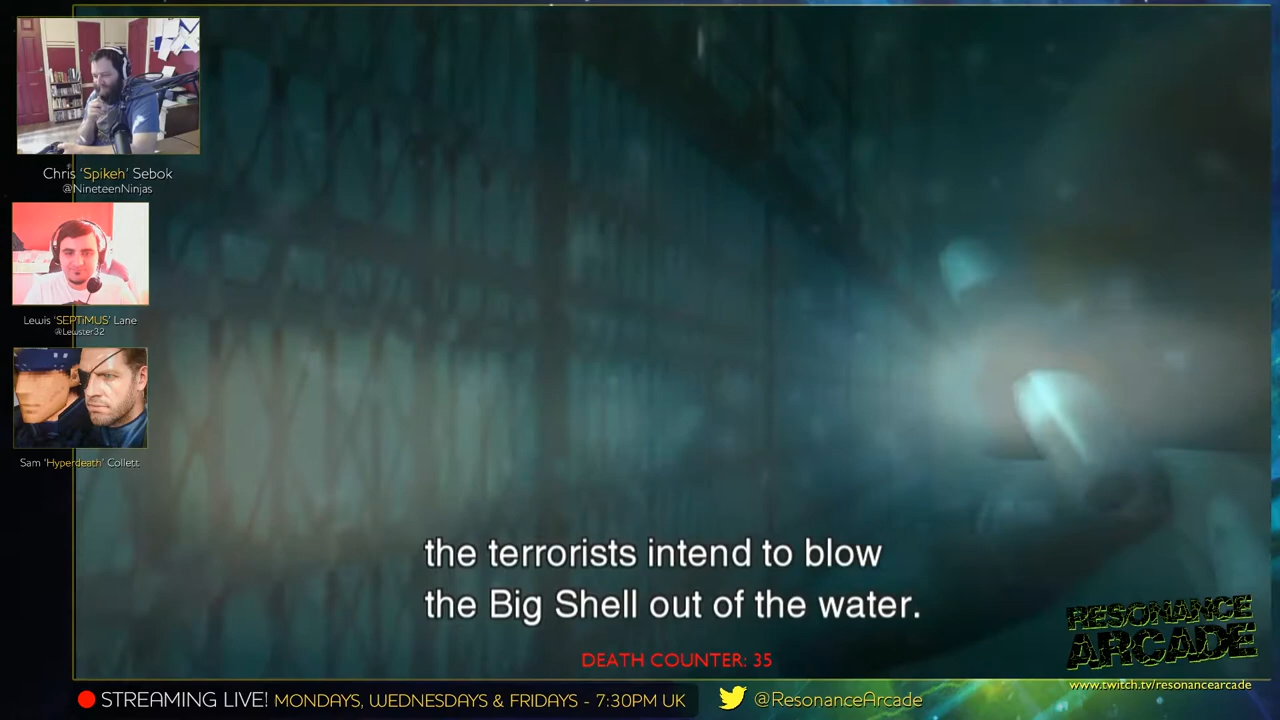 Chris 'Spikeh' Sebok
@NineteenNinjas
Lewis 'SEPTiMUS' Lane
@Lewster32
Sam 'Hyperdeath' Collett
the terrorists intend to blow
the Big Shell out of the water.
DEATH COUNTER: 35
RESONANCE
ARCADE
www.twitch.tv/resonancearcade
STREAMING LIVE! MONDAYS, WEDNESDAYS & FRIDAYS - 7:30PM UK
@ResonanceArcade